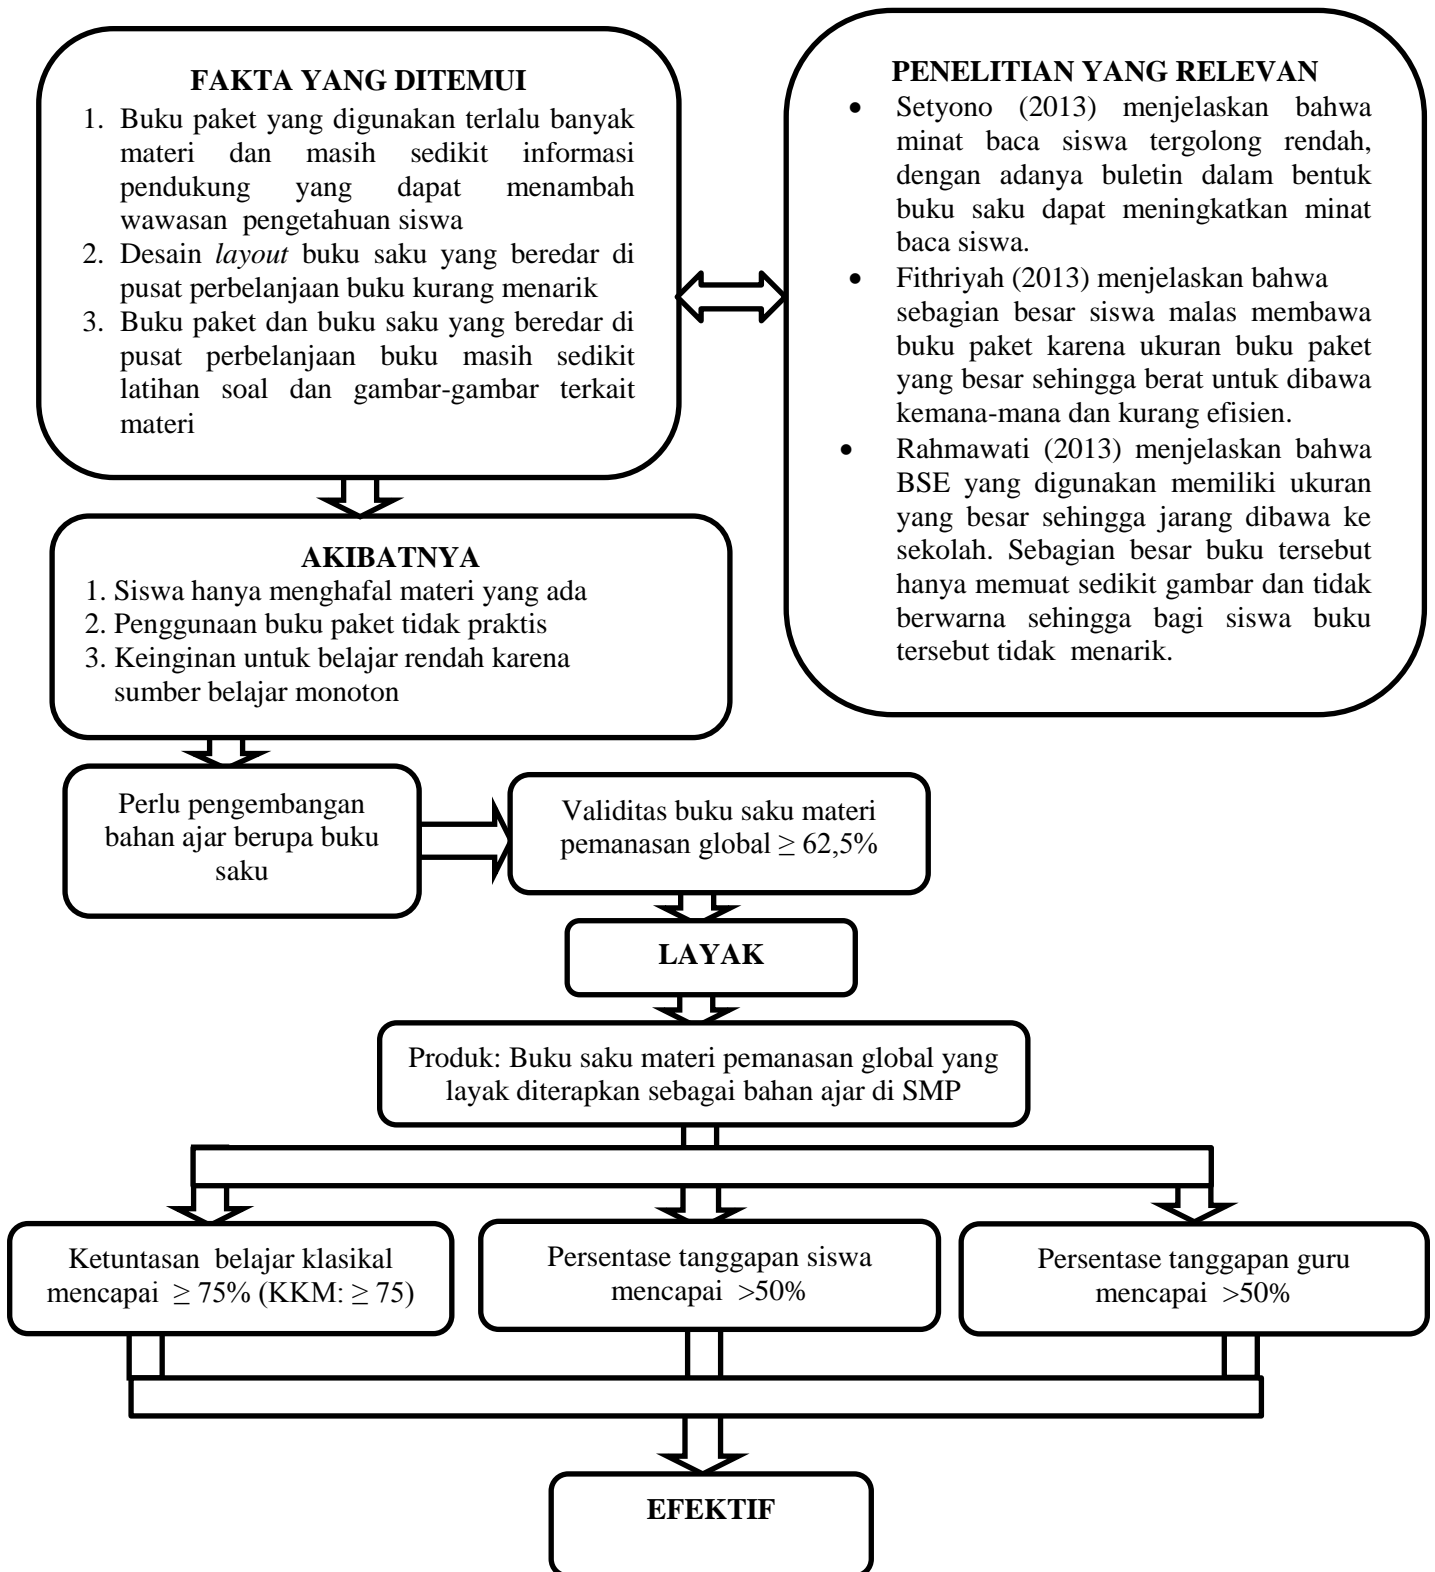 FAKTA YANG DITEMUI
1. Buku paket yang digunakan terlalu banyak
materi dan masih sedikit informasi
pendukung yang dapat menambah
wawasan pengetahuan siswa
2. Desain layout buku saku yang beredar di
pusat perbelanjaan buku kurang menarik
3. Buku paket dan buku saku yang beredar di
pusat perbelanjaan buku masih sedikit
latihan soal dan gambar-gambar terkait
materi
PENELITIAN YANG RELEVAN
• Setyono (2013) menjelaskan bahwa
minat baca siswa tergolong rendah,
dengan adanya buletin dalam bentuk
buku saku dapat meningkatkan minat
baca siswa.
• Fithriyah (2013) menjelaskan bahwa
sebagian besar siswa malas membawa
buku paket karena ukuran buku paket
yang besar sehingga berat untuk dibawa
kemana-mana dan kurang efisien.
• Rahmawati (2013) menjelaskan bahwa
BSE yang digunakan memiliki ukuran
yang besar sehingga jarang dibawa ke
sekolah. Sebagian besar buku tersebut
hanya memuat sedikit gambar dan tidak
berwarna sehingga bagi siswa buku
tersebut tidak menarik.
AKIBATNYA
1. Siswa hanya menghafal materi yang ada
2. Penggunaan buku paket tidak praktis
3. Keinginan untuk belajar rendah karena
sumber belajar monoton
Perlu pengembangan
bahan ajar berupa buku
saku
Validitas buku saku materi
pemanasan global ≥ 62,5%
LAYAK
Produk: Buku saku materi pemanasan global yang
layak diterapkan sebagai bahan ajar di SMP
Ketuntasan belajar klasikal
mencapai ≥ 75% (KKM: ≥ 75)
Persentase tanggapan siswa
mencapai >50%
Persentase tanggapan guru
mencapai >50%
EFEKTIF